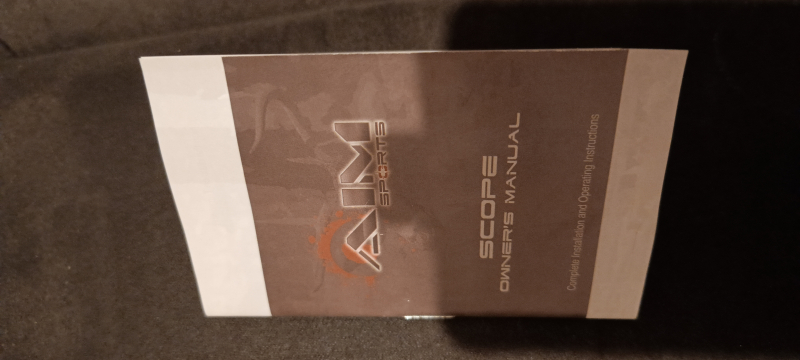 AIM
SPORTS
SCOPE
OWNER'S MANUAL
Complete Installation and Operating Instructions